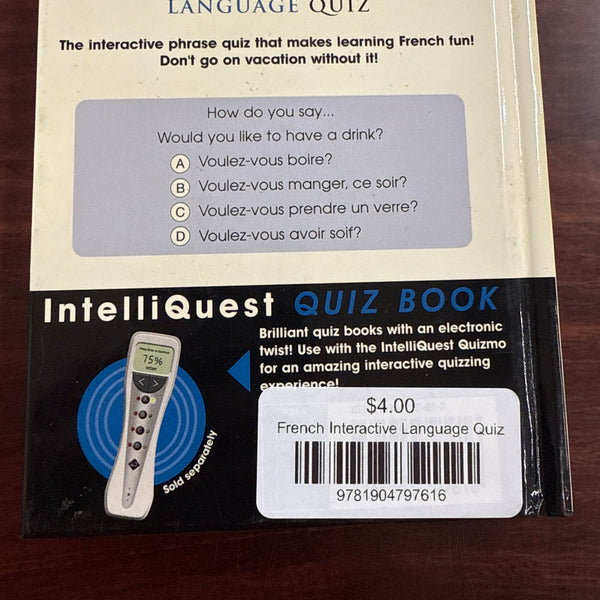 LANGUAGE QUIZ
The interactive phrase quiz that makes learning French fun!
Don't go on vacation without it!
How do you say...
Would you like to have a drink?
A Voulez-vous boire?
B Voulez-vous manger, ce soir?
C Voulez-vous prendre un verre?
D Voulez-vous avoir soif?
IntelliQuest QUIZ BOOK
Brilliant quiz books with an electronic
twist! Use with the IntelliQuest Quizmo
for an amazing interactive quizzing
experience!
75%
Sold separately
$4.00
French Interactive Language Quiz
9781904797616